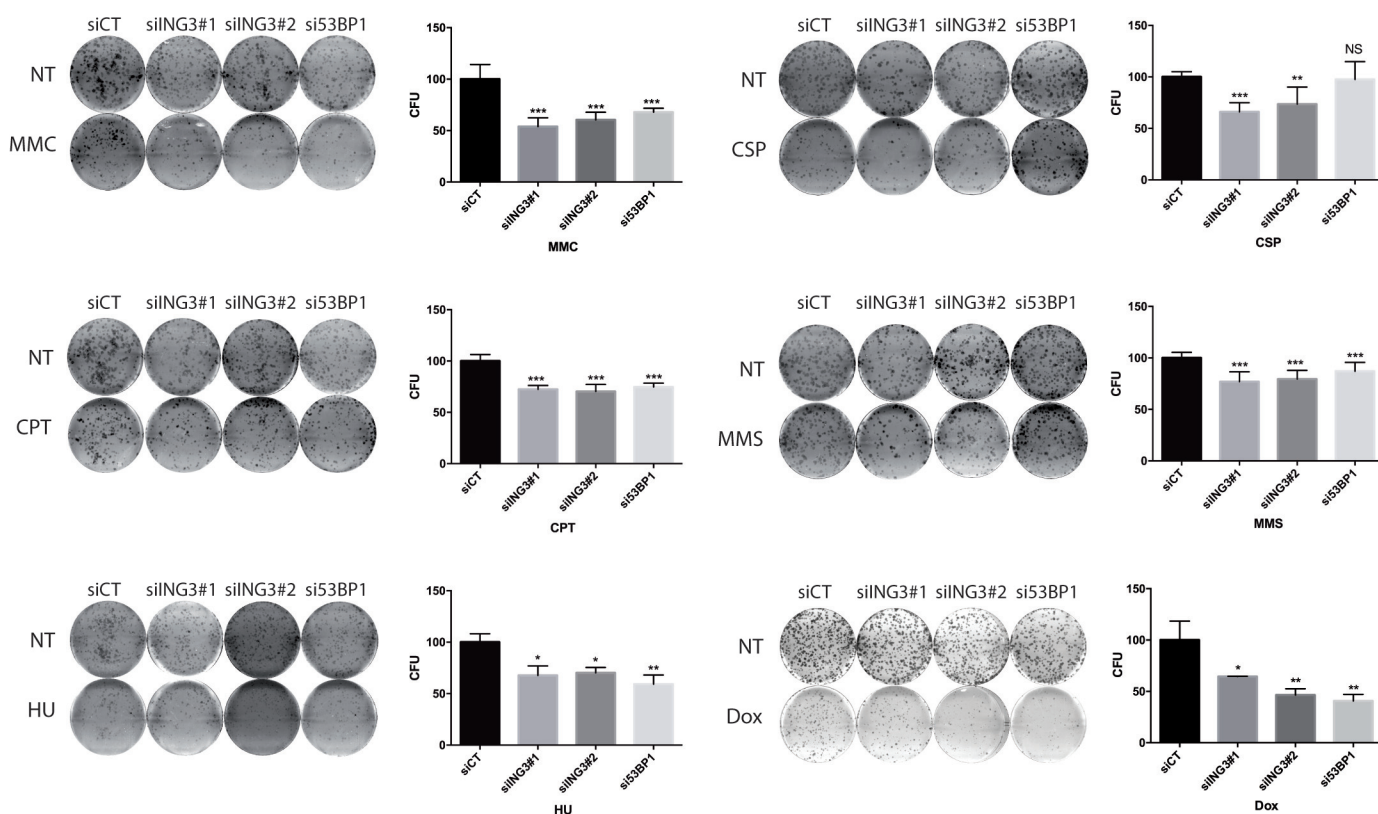 siCT siING3#1 siING3#2 si53BP1
NT
MMC
150
100
50
0
CFU
*** *** ***
siCT siING3#1 siING3#2 si53BP1
MMC
siCT siING3#1 siING3#2 si53BP1
NT
CSP
150
100
50
0
CFU
*** ** NS
siCT siING3#1 siING3#2 si53BP1
CSP
siCT siING3#1 siING3#2 si53BP1
NT
CPT
150
100
50
0
CFU
*** *** ***
siCT siING3#1 siING3#2 si53BP1
CPT
siCT siING3#1 siING3#2 si53BP1
NT
MMS
150
100
50
0
CFU
*** *** ***
siCT siING3#1 siING3#2 si53BP1
MMS
siCT siING3#1 siING3#2 si53BP1
NT
HU
150
100
50
0
CFU
* * **
siCT siING3#1 siING3#2 si53BP1
HU
siCT siING3#1 siING3#2 si53BP1
NT
Dox
150
100
50
0
CFU
* ** **
siCT siING3#1 siING3#2 si53BP1
Dox